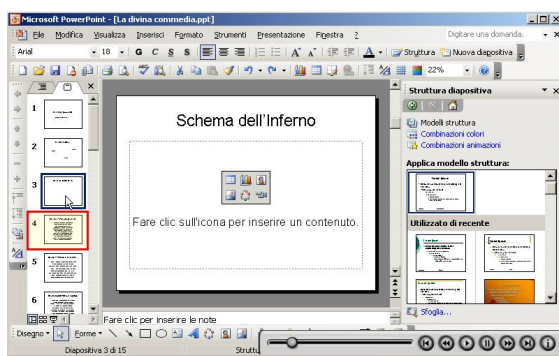 Microsoft PowerPoint - [La divina commedia.ppt]
File Modifica Visualizza Inserisci Formato Strumenti Presentazione Finestra ? Digitare una domanda.
Arial 18 G C S S
Struttura Nuova diapositiva
22%
Struttura diapositiva
Modelli struttura
Combinazioni colori
Combinazioni animazioni
Applica modello struttura:
Utilizzato di recente
Sfoglia...
1
2
3
4
5
6
Schema dell'Inferno
Fare clic sull'icona per inserire un contenuto.
Fare clic per inserire le note
Disegno Forme
Diapositiva 3 di 15